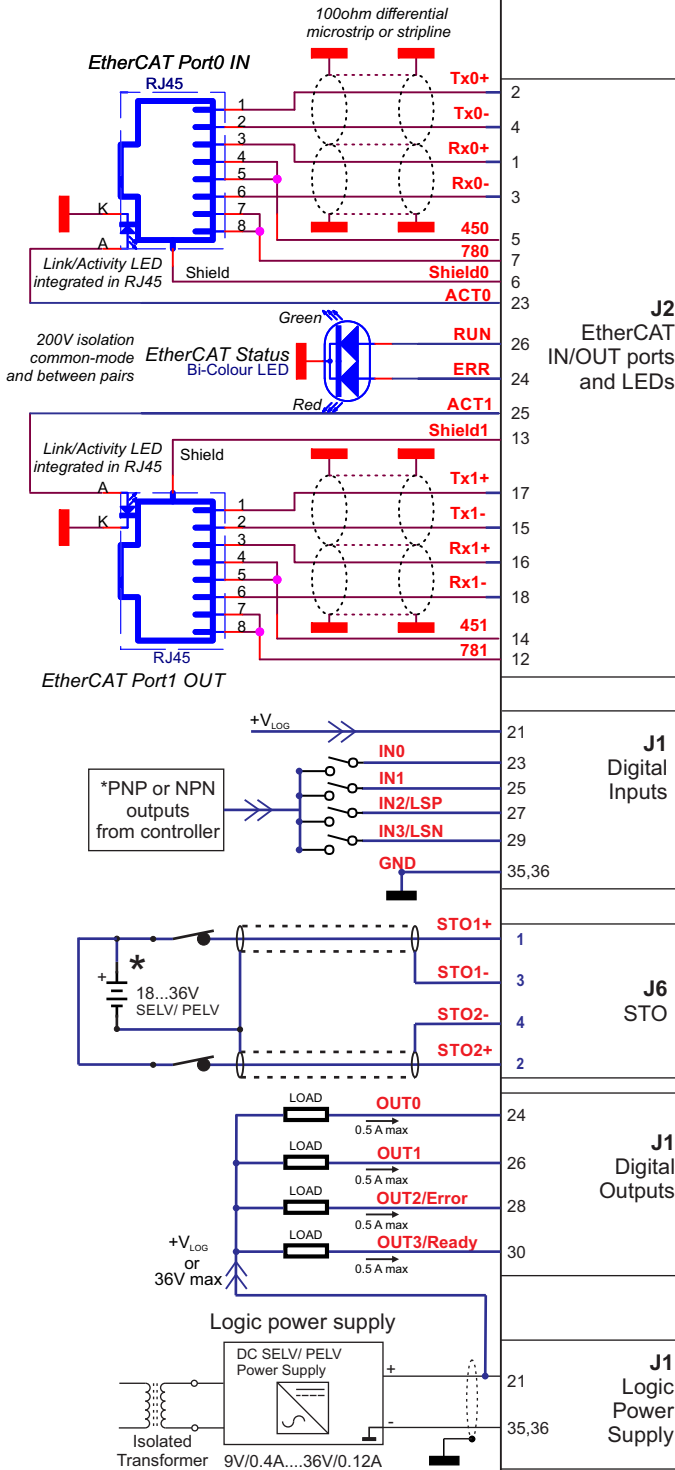 100ohm differential
microstrip or stripline
EtherCAT Port0 IN
RJ45
1
2
3
4
5
6
7
8
Tx0+
2
Tx0-
4
Rx0+
1
Rx0-
3
450
5
780
7
Shield0
6
ACT0
23
K
A
Link/Activity LED
integrated in RJ45
Shield
J2
EtherCAT
IN/OUT ports
and LEDs
200V isolation
common-mode
and between pairs
EtherCAT Status
Bi-Colour LED
Green
Red
RUN
26
ERR
24
ACT1
25
Shield1
13
Link/Activity LED
integrated in RJ45
Shield
A
K
1
2
3
4
5
6
7
8
Tx1+
17
Tx1-
15
Rx1+
16
Rx1-
18
451
14
781
12
RJ45
EtherCAT Port1 OUT
+VLOG
21
IN0
23
IN1
25
IN2/LSP
27
IN3/LSN
29
GND
35,36
*PNP or NPN
outputs
from controller
J1
Digital
Inputs
STO1+
1
STO1-
3
STO2-
4
STO2+
2
*
+
18...36V
SELV/ PELV
J6
STO
LOAD
OUT0
0.5 A max
24
LOAD
OUT1
0.5 A max
26
LOAD
OUT2/Error
0.5 A max
28
LOAD
OUT3/Ready
0.5 A max
30
+VLOG
or
36V max
J1
Digital
Outputs
Logic power supply
DC SELV/ PELV
Power Supply
+
21
-
35,36
Isolated
Transformer
9V/0.4A....36V/0.12A
J1
Logic
Power
Supply